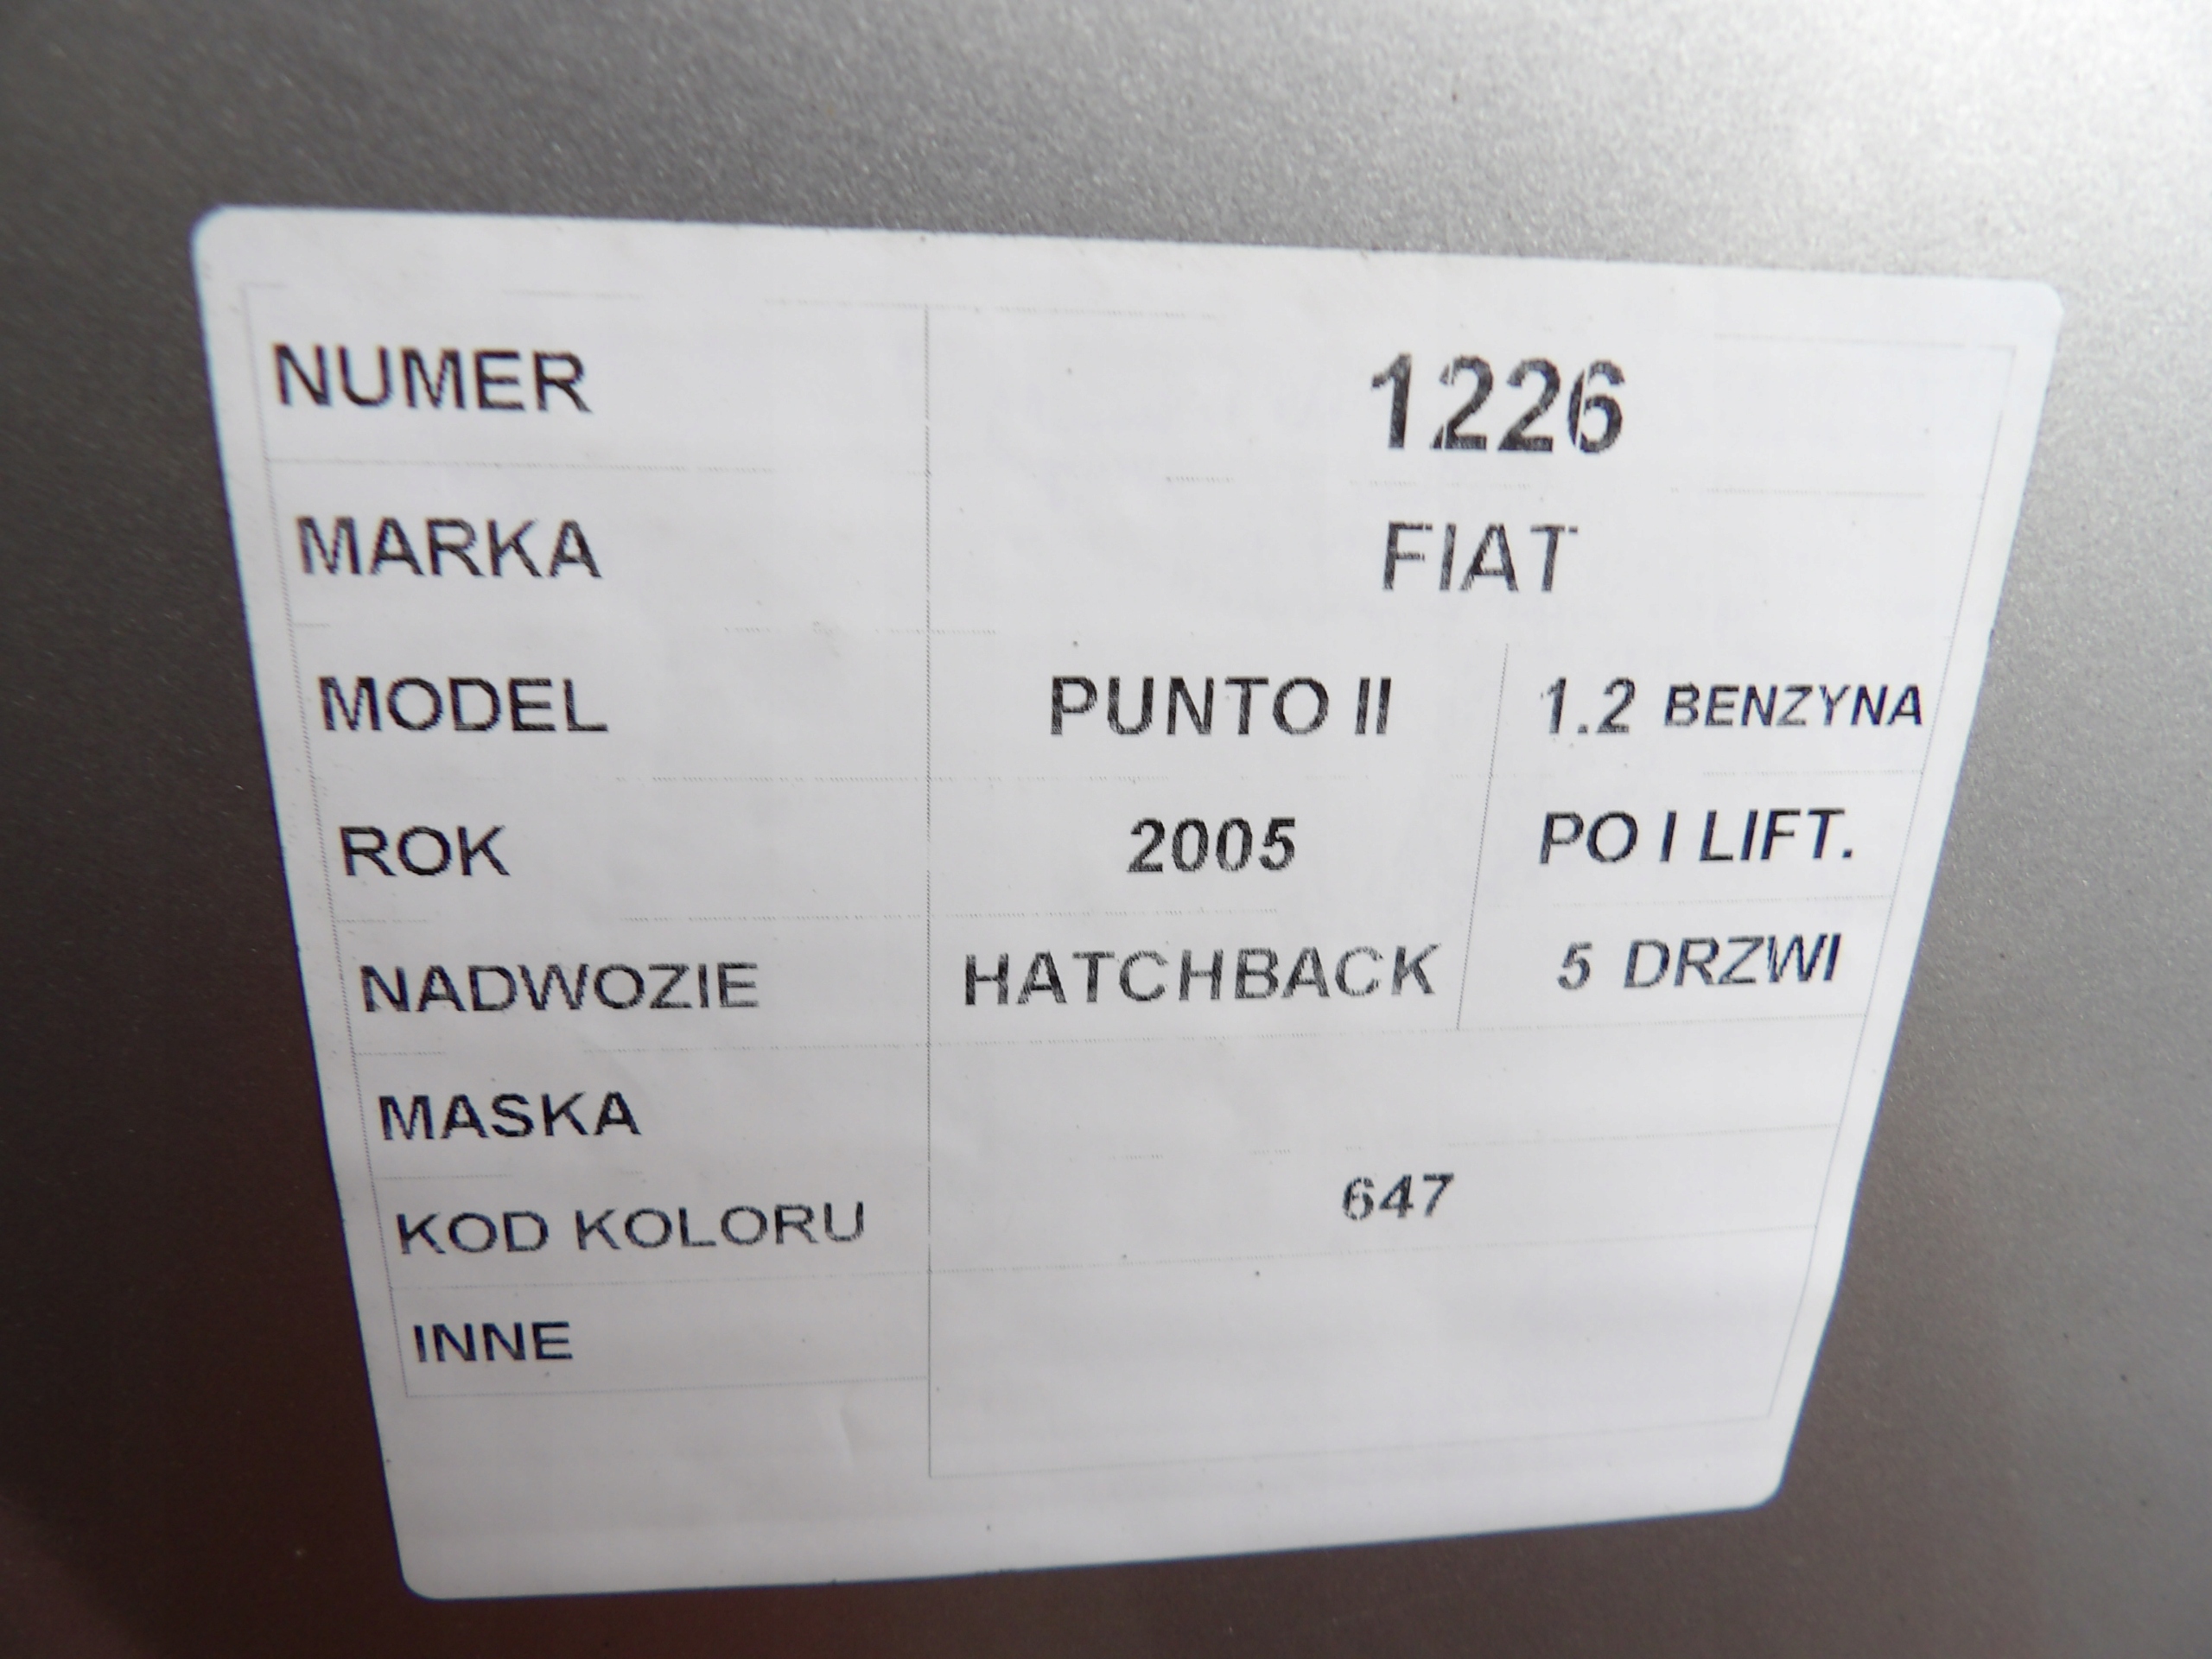 NUMER 1226
MARKA FIAT
MODEL PUNTO II 1.2 BENZYNA
ROK 2005 PO I LIFT.
NADWOZIE HATCHBACK 5 DRZWI
MASKA
KOD KOLORU 647
INNE